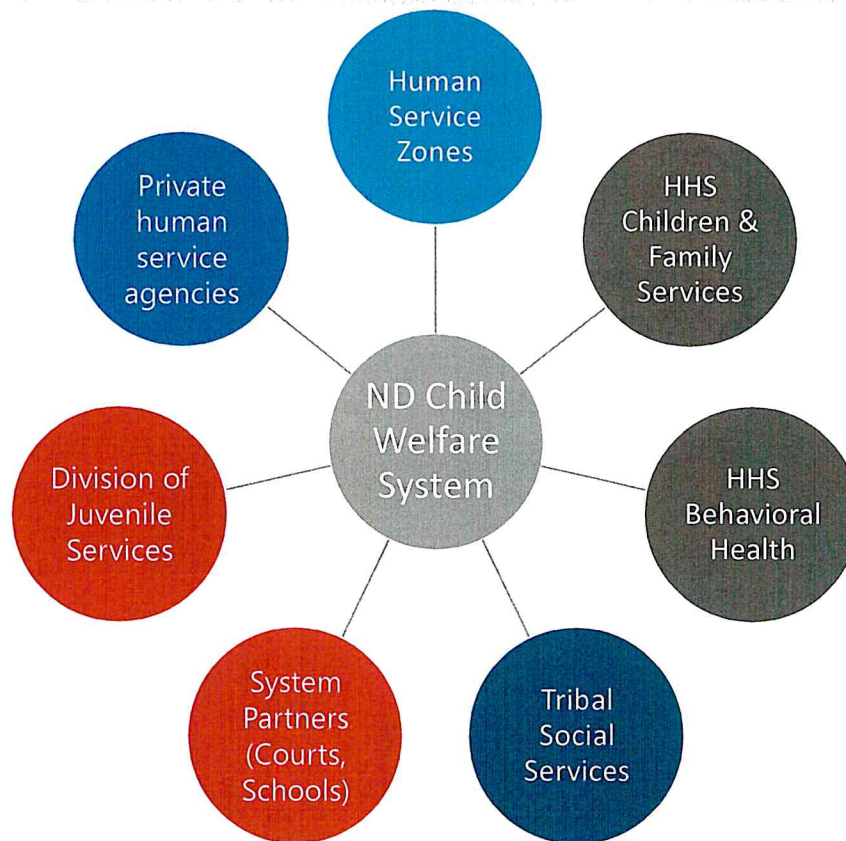 Human
Service
Zones
HHS
Children &
Family
Services
HHS
Behavioral
Health
Tribal
Social
Services
System
Partners
(Courts,
Schools)
Division of
Juvenile
Services
Private
human
service
agencies
ND Child
Welfare
System